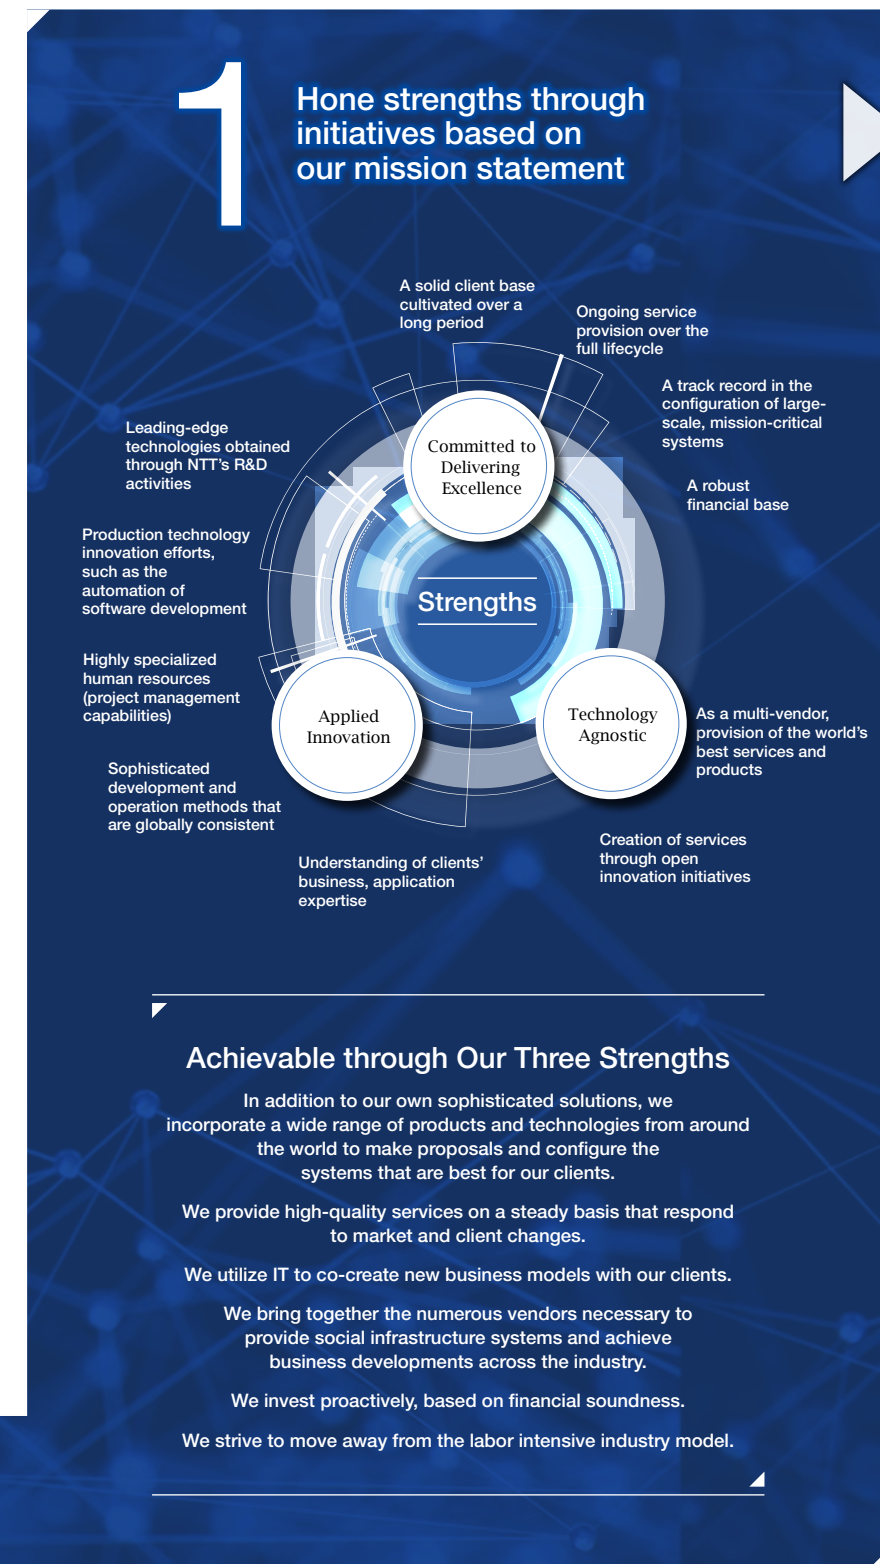 1
Hone strengths through
initiatives based on
our mission statement
A solid client base
cultivated over a
long period
Ongoing service
provision over the
full lifecycle
A track record in the
configuration of large-
scale, mission-critical
systems
A robust
financial base
Committed to
Delivering
Excellence
Leading-edge
technologies obtained
through NTT's R&D
activities
Production technology
innovation efforts,
such as the
automation of
software development
Highly specialized
human resources
(project management
capabilities)
Sophisticated
development and
operation methods that
are globally consistent
Understanding of clients'
business, application
expertise
Strengths
Applied
Innovation
Technology
Agnostic
As a multi-vendor,
provision of the world's
best services and
products
Creation of services
through open
innovation initiatives
Achievable through Our Three Strengths
In addition to our own sophisticated solutions, we
incorporate a wide range of products and technologies from around
the world to make proposals and configure the
systems that are best for our clients.
We provide high-quality services on a steady basis that respond
to market and client changes.
We utilize IT to co-create new business models with our clients.
We bring together the numerous vendors necessary to
provide social infrastructure systems and achieve
business developments across the industry.
We invest proactively, based on financial soundness.
We strive to move away from the labor intensive industry model.